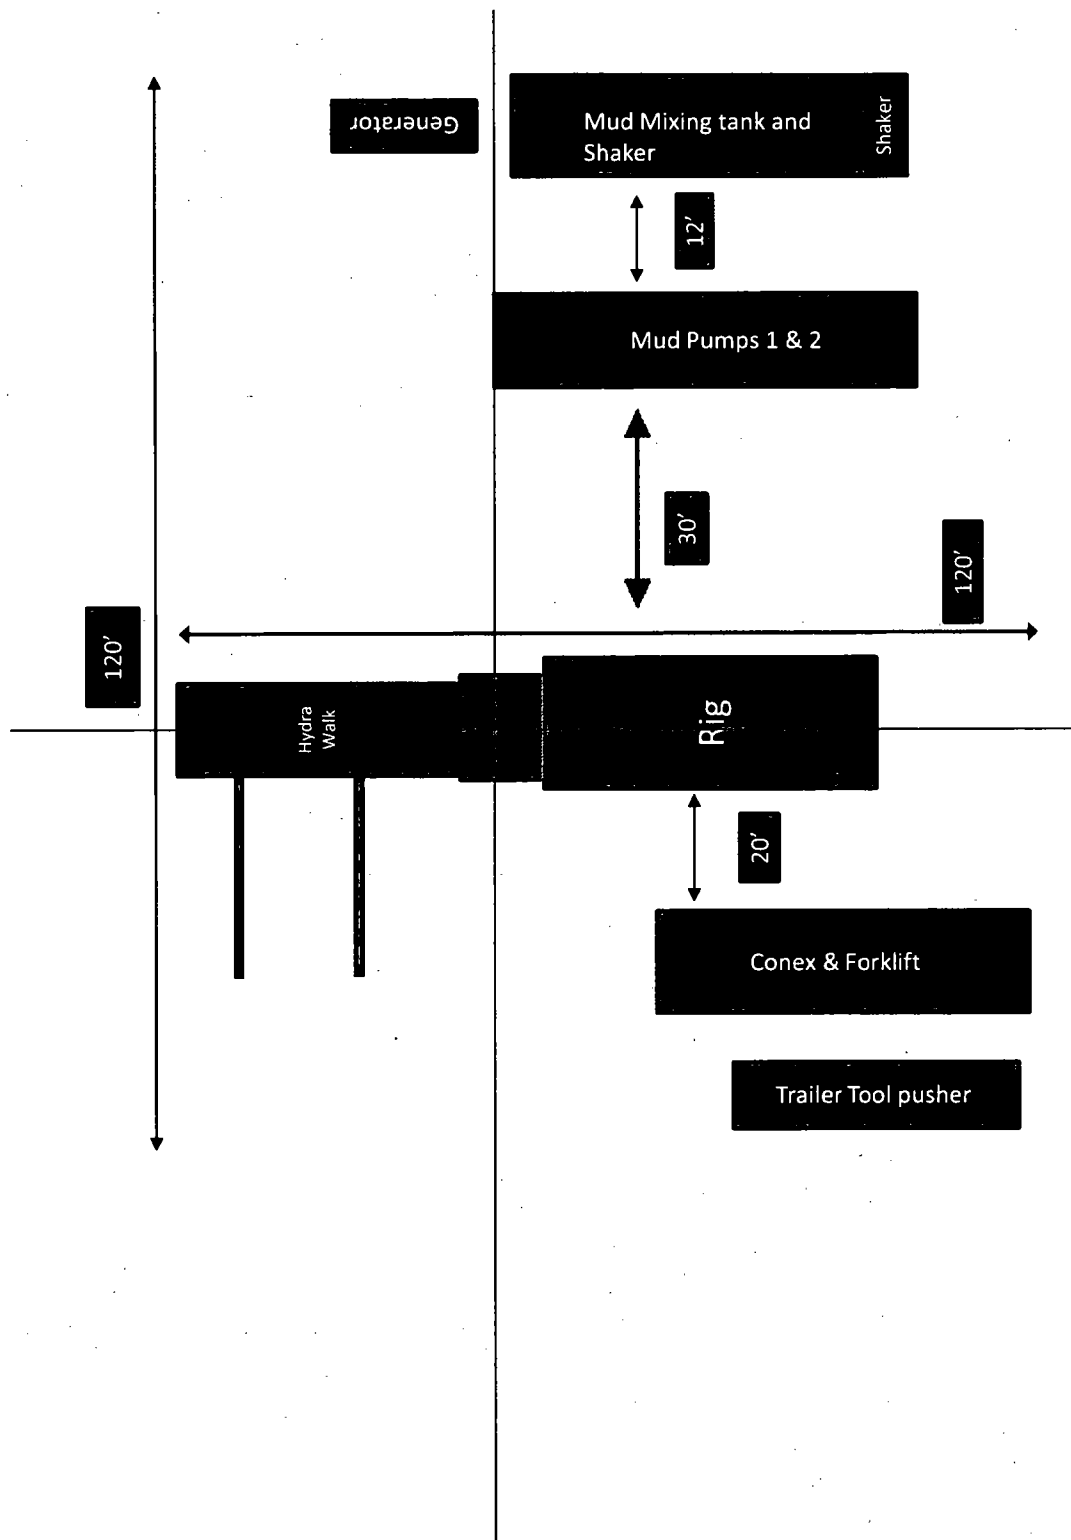 Generator
Mud Mixing tank and
Shaker
Shaker
12'
Mud Pumps 1 & 2
30'
120'
120'
Hydra
Walk
Rig
20'
Conex & Forklift
Trailer Tool pusher